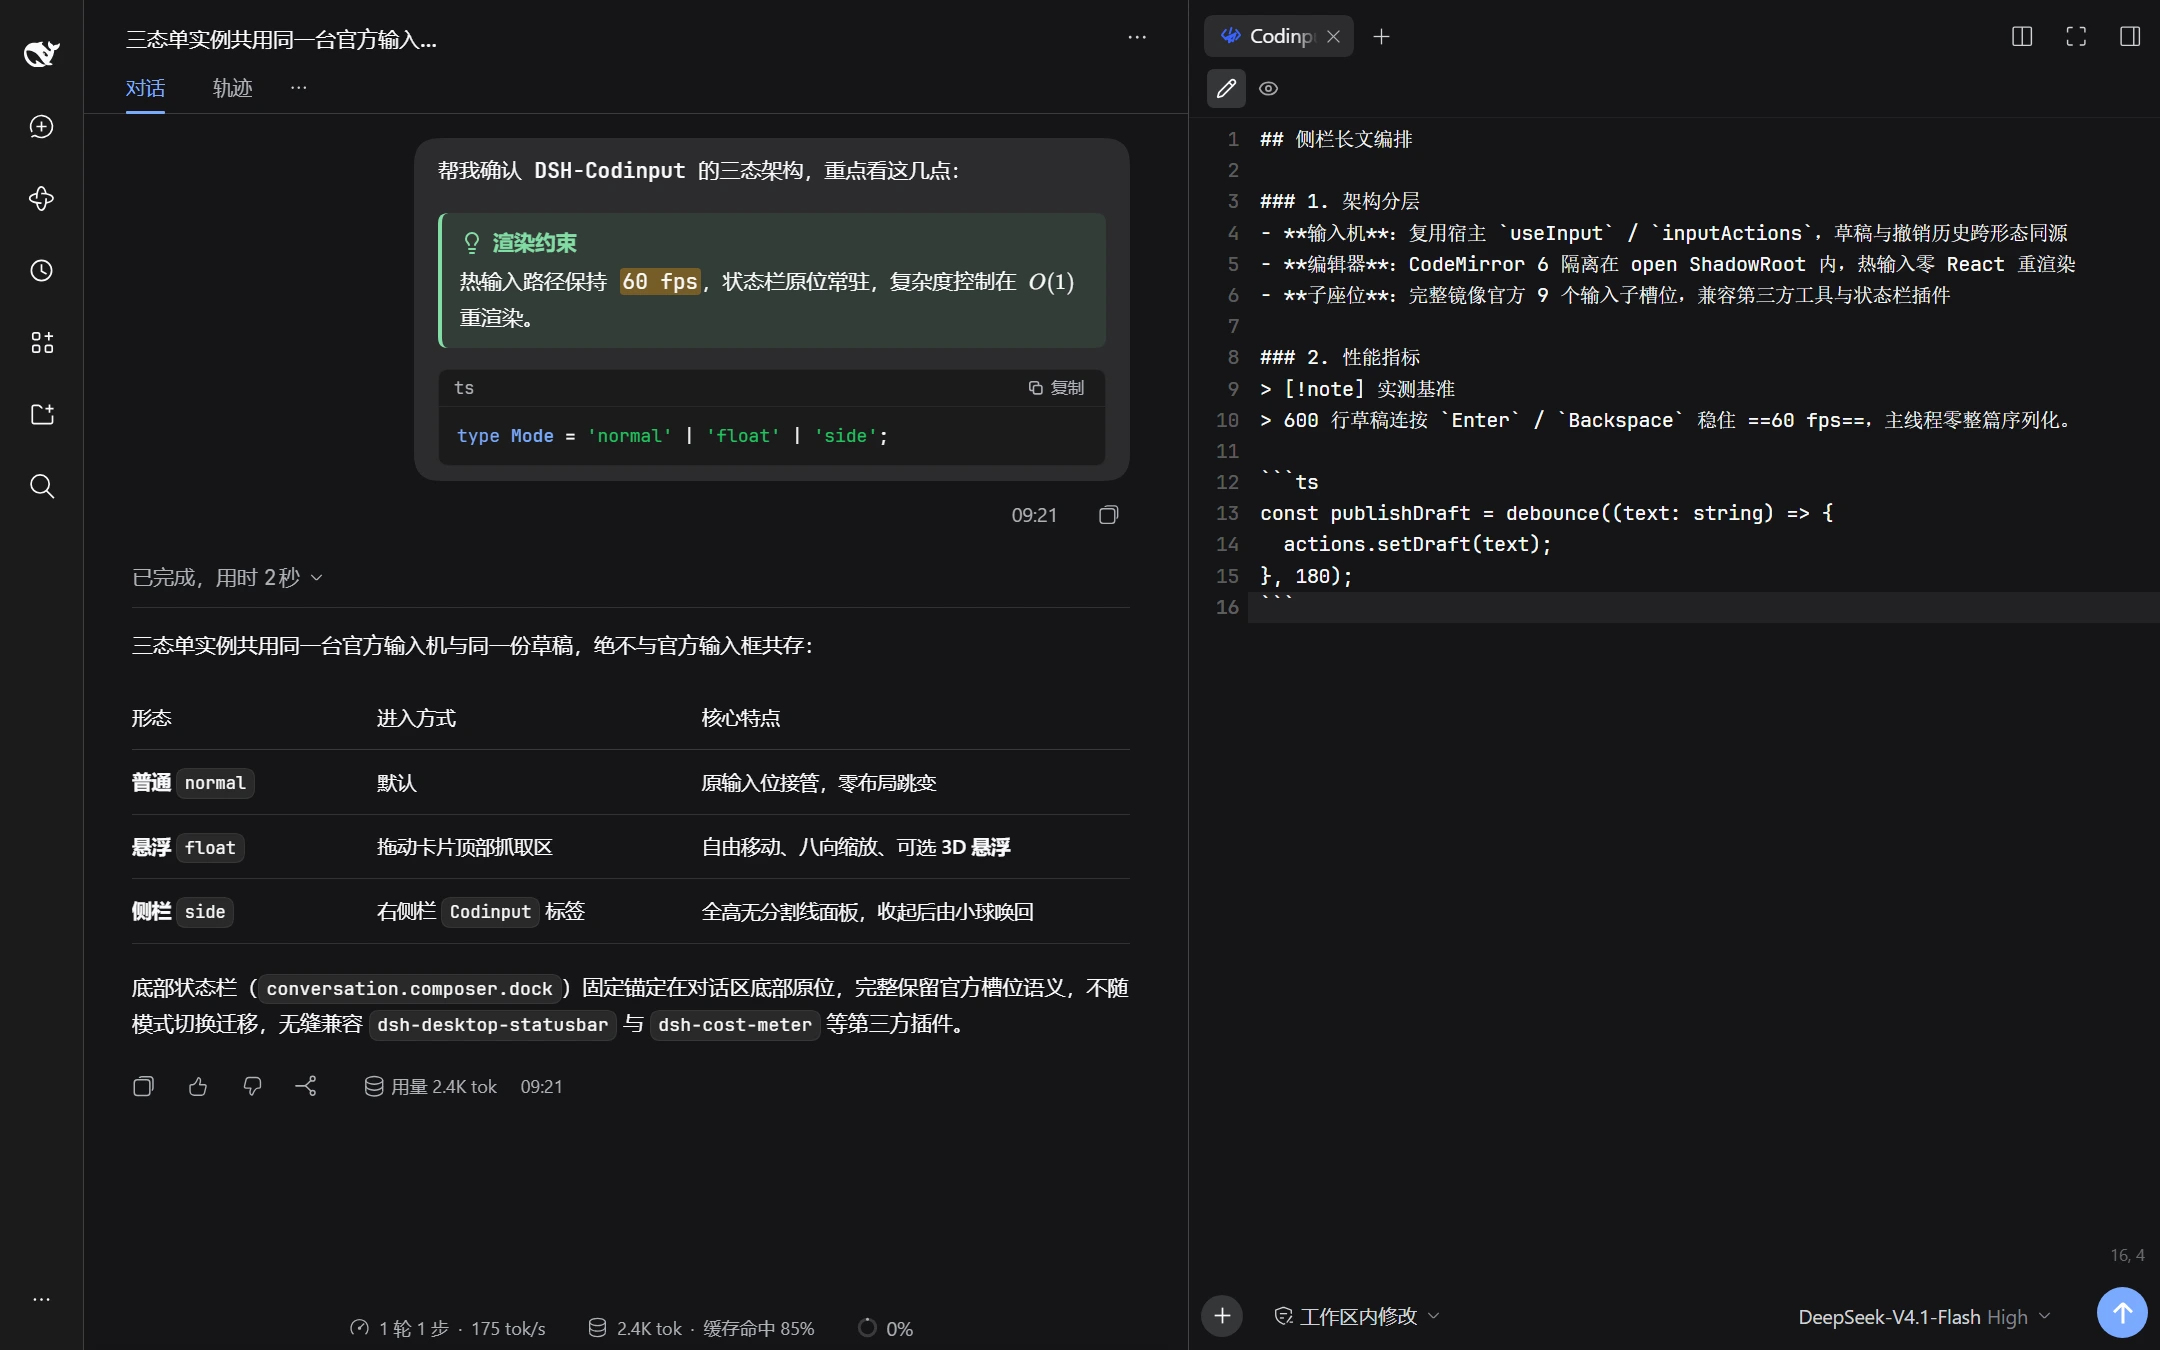 三态单实例共用同一台官方输入...
对话 轨迹
帮我确认 DSH-Codinput 的三态架构，重点看这几点：
渲染约束
热输入路径保持 60 fps，状态栏原位常驻，复杂度控制在 O(1)
重渲染。
ts 复制
type Mode = 'normal' | 'float' | 'side';
09:21
已完成，用时 2秒
三态单实例共用同一台官方输入机与同一份草稿，绝不与官方输入框共存：
形态 进入方式 核心特点
普通 normal 默认 原输入位接管，零布局跳变
悬浮 float 拖动卡片顶部抓取区 自由移动、八向缩放、可选 3D 悬浮
侧栏 side 右侧栏 Codinput 标签 全高无分割线面板，收起后由小球唤回
底部状态栏（conversation.composer.dock）固定锚定在对话区底部原位，完整保留官方槽位语义，不随
模式切换迁移，无缝兼容 dsh-desktop-statusbar 与 dsh-cost-meter 等第三方插件。
用量 2.4K tok 09:21
1 轮 1 步 · 175 tok/s 2.4K tok · 缓存命中 85% 0%
Codinp
1 ## 侧栏长文编排
2
3 ### 1. 架构分层
4 - **输入机**：复用宿主 `useInput` / `inputActions`，草稿与撤销历史跨形态同源
5 - **编辑器**：CodeMirror 6 隔离在 open ShadowRoot 内，热输入零 React 重渲染
6 - **子座位**：完整镜像官方 9 个输入子槽位，兼容第三方工具与状态栏插件
7
8 ### 2. 性能指标
9 > [!note] 实测基准
10 > 600 行草稿连按 `Enter` / `Backspace` 稳住 ==60 fps==，主线程零整篇序列化。
11
12 ```ts
13 const publishDraft = debounce((text: string) => {
14   actions.setDraft(text);
15 }, 180);
16 ```
16, 4
工作区内修改 DeepSeek-V4.1-Flash High